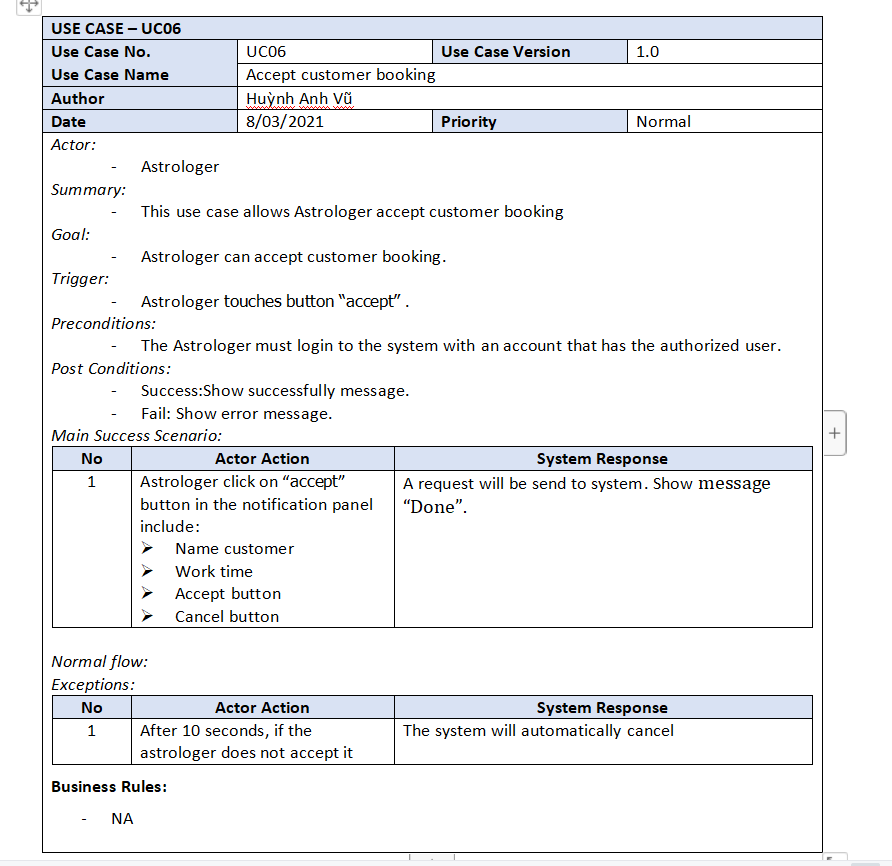 USE CASE – UC06
Use Case No. UC06 Use Case Version 1.0
Use Case Name Accept customer booking
Author Huỳnh Anh Vũ
Date 8/03/2021 Priority Normal
Actor:
- Astrologer
Summary:
- This use case allows Astrologer accept customer booking
Goal:
- Astrologer can accept customer booking.
Trigger:
- Astrologer touches button “accept” .
Preconditions:
- The Astrologer must login to the system with an account that has the authorized user.
Post Conditions:
- Success:Show successfully message.
- Fail: Show error message.
Main Success Scenario:
No Actor Action System Response
1
Astrologer click on “accept”
button in the notification panel
include:
➢ Name customer
➢ Work time
➢ Accept button
➢ Cancel button
A request will be send to system. Show message
“Done”.
Normal flow:
Exceptions:
No Actor Action System Response
1
After 10 seconds, if the
astrologer does not accept it
The system will automatically cancel
Business Rules:
- NA